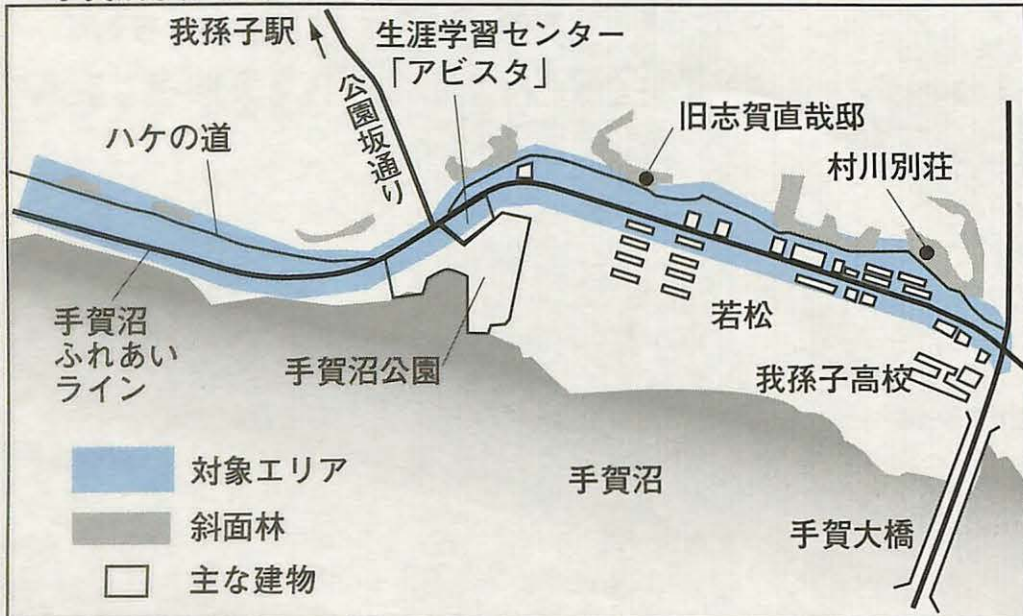 我孫子駅
生涯学習センター
「アビスタ」
公園坂通り
ハケの道
旧志賀直哉邸
村川別荘
手賀沼
ふれあい
ライン
手賀沼公園
若松
我孫子高校
対象エリア
斜面林
主な建物
手賀沼
手賀大橋